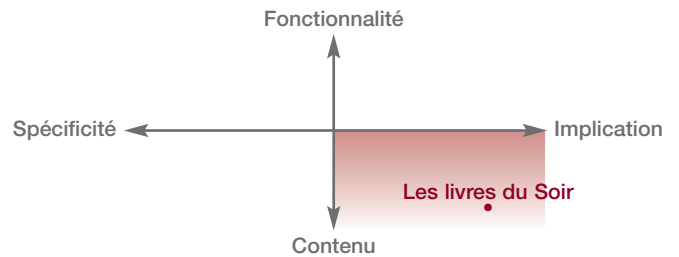 Fonctionnalité
Spécificité
Implication
Les livres du Soir
Contenu